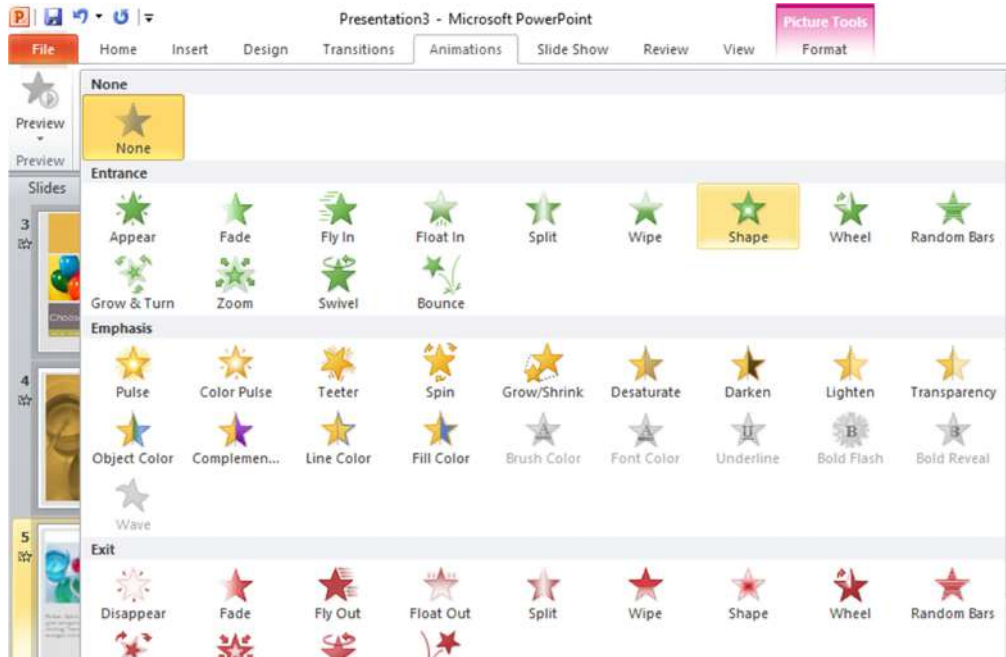 Presentation3 - Microsoft PowerPoint
Picture Tools
File Home Insert Design Transitions Animations Slide Show Review View Format
Preview
Preview
None
None
Entrance
Appear Fade Fly In Float In Split Wipe Shape Wheel Random Bars
Grow & Turn Zoom Swivel Bounce
Emphasis
Pulse Color Pulse Teeter Spin Grow/Shrink Desaturate Darken Lighten Transparency
Object Color Complemen... Line Color Fill Color Brush Color Font Color Underline Bold Flash Bold Reveal
Wave
Exit
Disappear Fade Fly Out Float Out Split Wipe Shape Wheel Random Bars
Slides
3
4
5